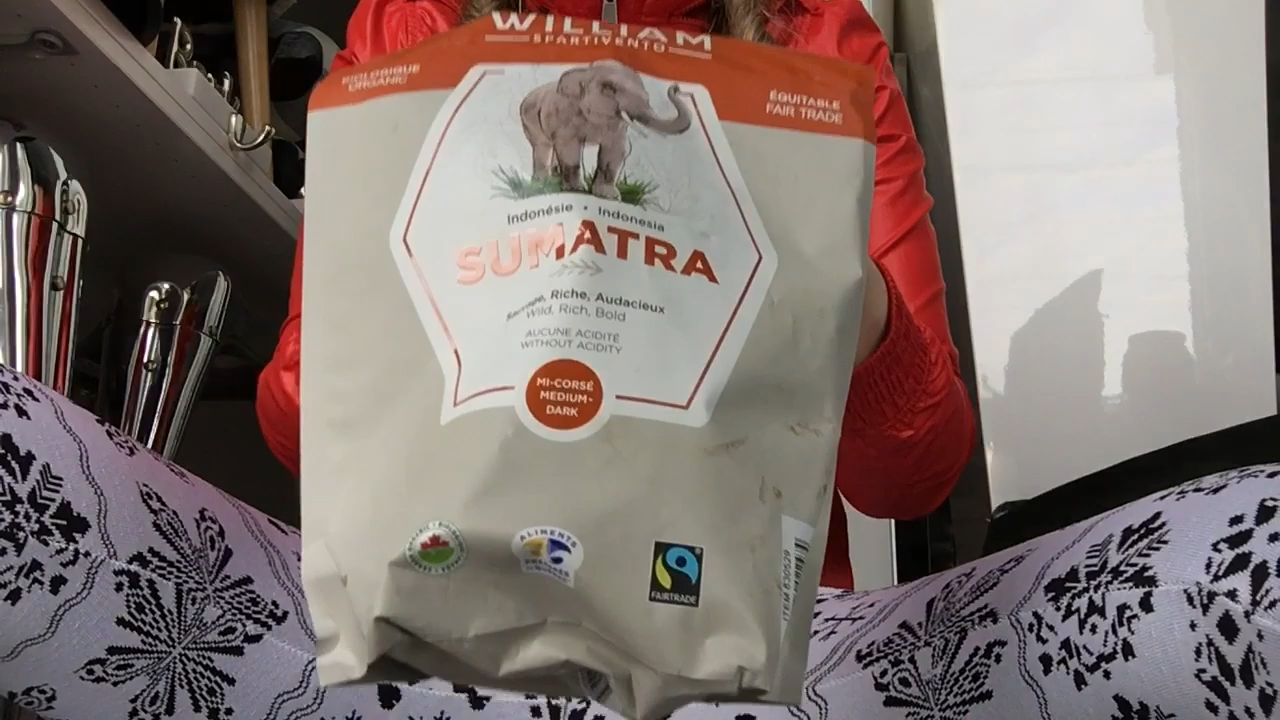 WILLIAM
SPARTIVENTO
BIOLOGIQUE
ORGANIC
ÉQUITABLE
FAIR TRADE
Indonésie • Indonesia
SUMATRA
Sauvage, Riche, Audacieux
Wild, Rich, Bold
AUCUNE ACIDITÉ
WITHOUT ACIDITY
MI-CORSÉ
MEDIUM-
DARK
ALIMENTS
FAIRTRADE